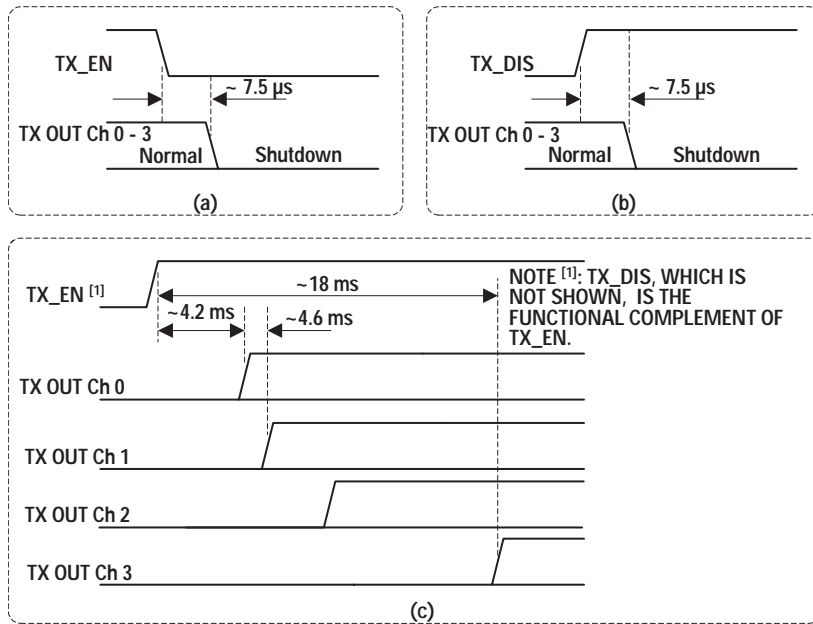 TX_EN
~ 7.5 µs
TX OUT Ch 0 - 3
Normal
Shutdown
(a)
TX_DIS
~ 7.5 µs
TX OUT Ch 0 - 3
Normal
Shutdown
(b)
TX_EN [1]
~18 ms
~4.2 ms
~4.6 ms
NOTE [1]: TX_DIS, WHICH IS
NOT SHOWN, IS THE
FUNCTIONAL COMPLEMENT OF
TX_EN.
TX OUT Ch 0
TX OUT Ch 1
TX OUT Ch 2
TX OUT Ch 3
(c)